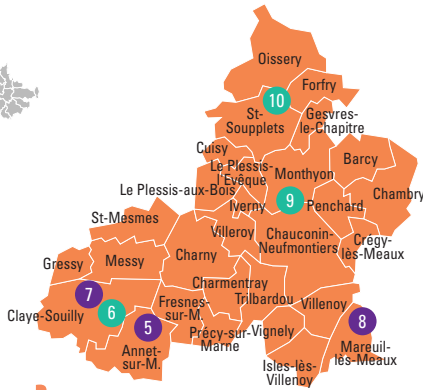 Oissery
Forfry
10
St-
Soupplets
Gesvres-
le-Chapitre
Cuisy
Barcy
Le Plessis-
l'Evêque
Monthyon
Le Plessis-aux-Bois
Chambry
Iverny
9
Penchard
St-Mesmes
Villeroy
Chauconin-
Neufmontiers
Crégy-
lès-Meaux
Gressy
Messy
Charny
Charmentray
7
Fresnes-
sur-M.
Tribardou
Villenoy
Claye-Souilly
6
5
8
Précy-sur-
Marne
Vignely
Annet-
sur-M.
Mareuil-
lès-Meaux
Isles-lès-
Villenoy